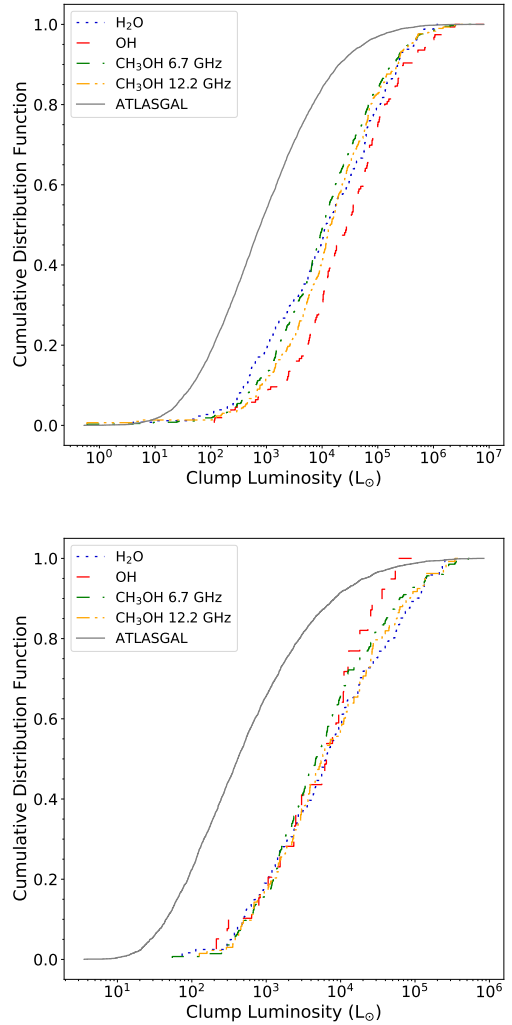 1.0
0.8
0.6
0.4
0.2
0.0
Cumulative Distribution Function
H₂O
OH
CH₃OH 6.7 GHz
CH₃OH 12.2 GHz
ATLASGAL
10⁰ 10¹ 10² 10³ 10⁴ 10⁵ 10⁶ 10⁷
Clump Luminosity (L☉)
1.0
0.8
0.6
0.4
0.2
0.0
Cumulative Distribution Function
H₂O
OH
CH₃OH 6.7 GHz
CH₃OH 12.2 GHz
ATLASGAL
10¹ 10² 10³ 10⁴ 10⁵ 10⁶
Clump Luminosity (L☉)